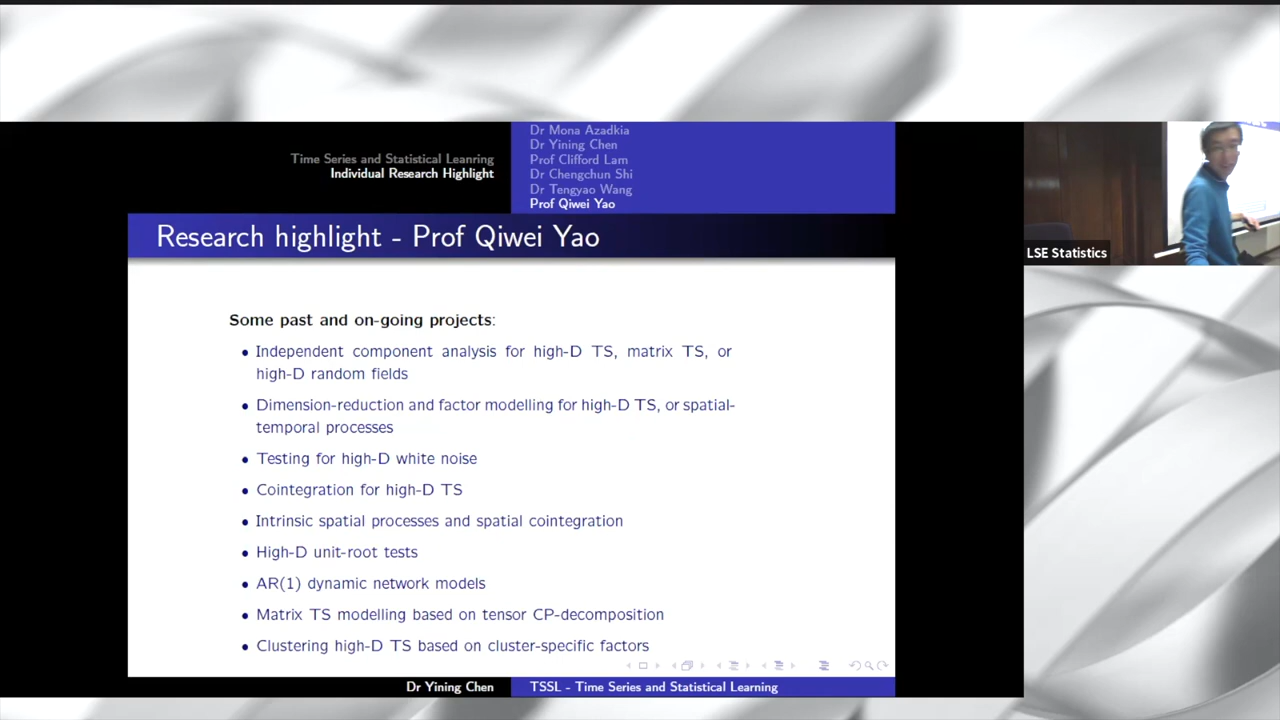 Time Series and Statistical Leanring
Individual Research Highlight
Dr Mona Azadkia
Dr Yining Chen
Prof Clifford Lam
Dr Chengchun Shi
Dr Tengyao Wang
Prof Qiwei Yao
Research highlight - Prof Qiwei Yao
LSE Statistics
Some past and on-going projects:
• Independent component analysis for high-D TS, matrix TS, or
high-D random fields
• Dimension-reduction and factor modelling for high-D TS, or spatial-
temporal processes
• Testing for high-D white noise
• Cointegration for high-D TS
• Intrinsic spatial processes and spatial cointegration
• High-D unit-root tests
• AR(1) dynamic network models
• Matrix TS modelling based on tensor CP-decomposition
• Clustering high-D TS based on cluster-specific factors
Dr Yining Chen
TSSL - Time Series and Statistical Learning